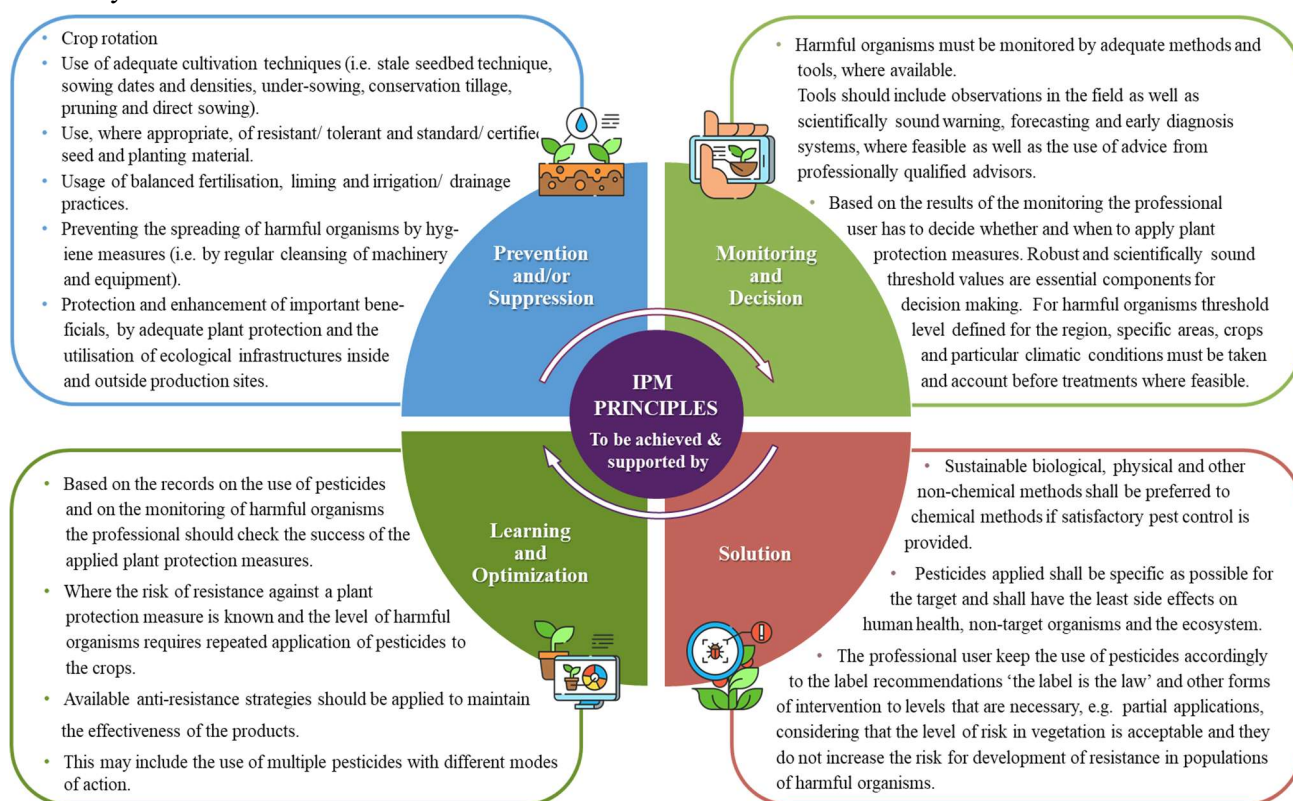 • Crop rotation
• Use of adequate cultivation techniques (i.e. stale seedbed technique,
sowing dates and densities, under-sowing, conservation tillage,
pruning and direct sowing).
• Use, where appropriate, of resistant/ tolerant and standard/ certified
seed and planting material.
• Usage of balanced fertilisation, liming and irrigation/ drainage
practices.
• Preventing the spreading of harmful organisms by hyg-
iene measures (i.e. by regular cleansing of machinery
and equipment).
• Protection and enhancement of important bene-
ficials, by adequate plant protection and the
utilisation of ecological infrastructures inside
and outside production sites.
Prevention
and/or
Suppression
• Harmful organisms must be monitored by adequate methods and
tools, where available.
Tools should include observations in the field as well as
scientifically sound warning, forecasting and early diagnosis
systems, where feasible as well as the use of advice from
professionally qualified advisors.
• Based on the results of the monitoring the professional
user has to decide whether and when to apply plant
protection measures. Robust and scientifically sound
threshold values are essential components for
decision making. For harmful organisms threshold
level defined for the region, specific areas, crops
and particular climatic conditions must be taken
and account before treatments where feasible.
Monitoring
and
Decision
IPM
PRINCIPLES
To be achieved &
supported by
• Based on the records on the use of pesticides
and on the monitoring of harmful organisms
the professional should check the success of the
applied plant protection measures.
• Where the risk of resistance against a plant
protection measure is known and the level of harmful
organisms requires repeated application of pesticides to
the crops.
• Available anti-resistance strategies should be applied to maintain
the effectiveness of the products.
• This may include the use of multiple pesticides with different modes
of action.
Learning
and
Optimization
Solution
• Sustainable biological, physical and other
non-chemical methods shall be preferred to
chemical methods if satisfactory pest control is
provided.
• Pesticides applied shall be specific as possible for
the target and shall have the least side effects on
human health, non-target organisms and the ecosystem.
• The professional user keep the use of pesticides accordingly
to the label recommendations ‘the label is the law’ and other forms
of intervention to levels that are necessary, e.g. partial applications,
considering that the level of risk in vegetation is acceptable and they
do not increase the risk for development of resistance in populations
of harmful organisms.